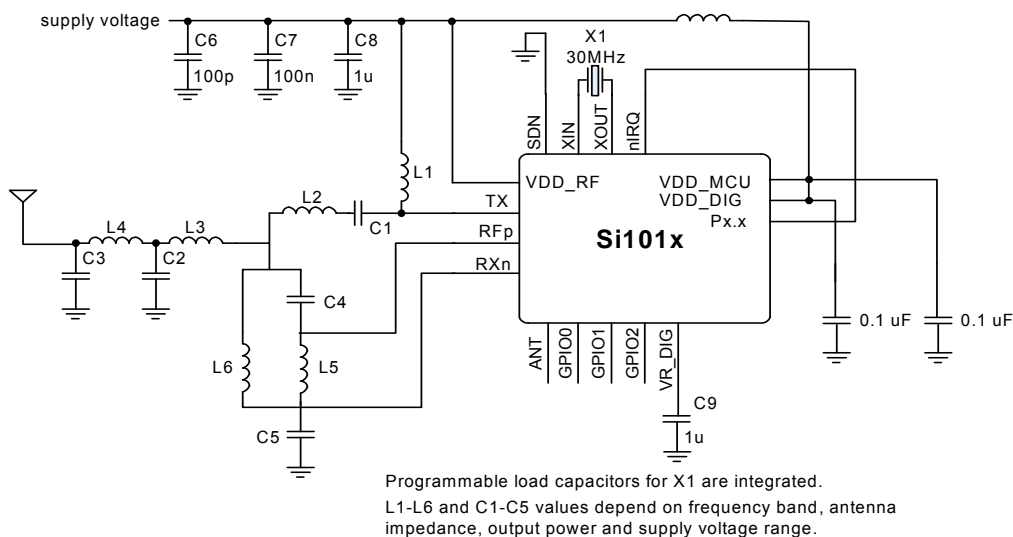 supply voltage
C6
100p
C7
100n
C8
1u
X1
30MHz
SDN
XIN
XOUT
nIRQ
L1
VDD_RF
VDD_MCU
VDD_DIG
Px.x
L2
C1
TX
RFp
RXn
Si101x
L4
L3
C3
C2
C4
L6
L5
C5
ANT
GPIO0
GPIO1
GPIO2
VR_DIG
C9
1u
0.1 uF
0.1 uF
Programmable load capacitors for X1 are integrated.
L1-L6 and C1-C5 values depend on frequency band, antenna
impedance, output power and supply voltage range.